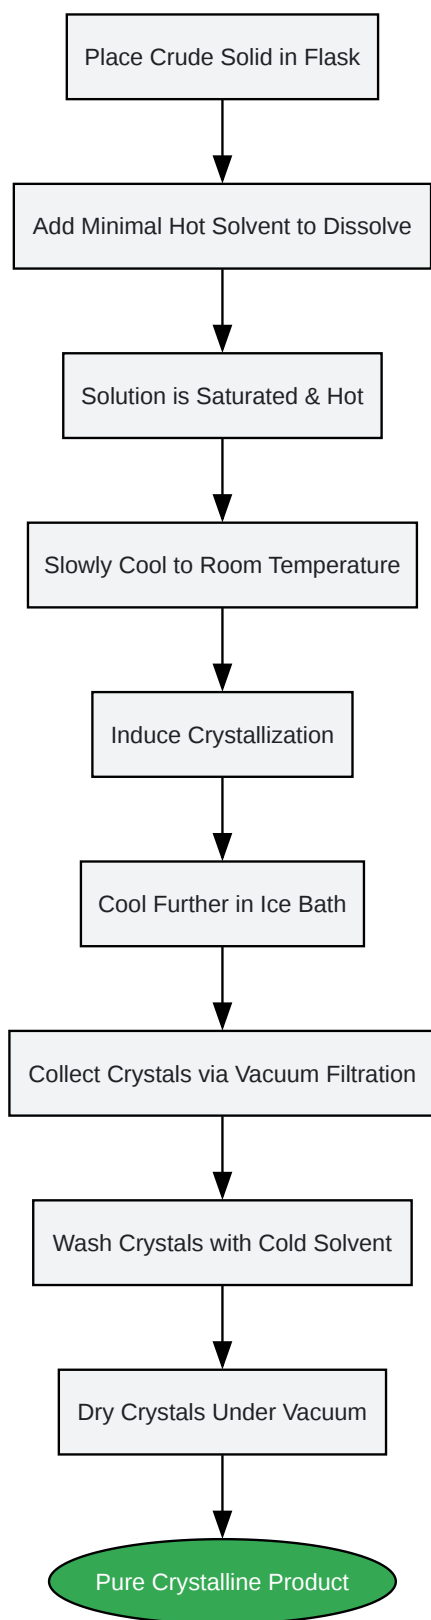 Place Crude Solid in Flask
Add Minimal Hot Solvent to Dissolve
Solution is Saturated & Hot
Slowly Cool to Room Temperature
Induce Crystallization
Cool Further in Ice Bath
Collect Crystals via Vacuum Filtration
Wash Crystals with Cold Solvent
Dry Crystals Under Vacuum
Pure Crystalline Product